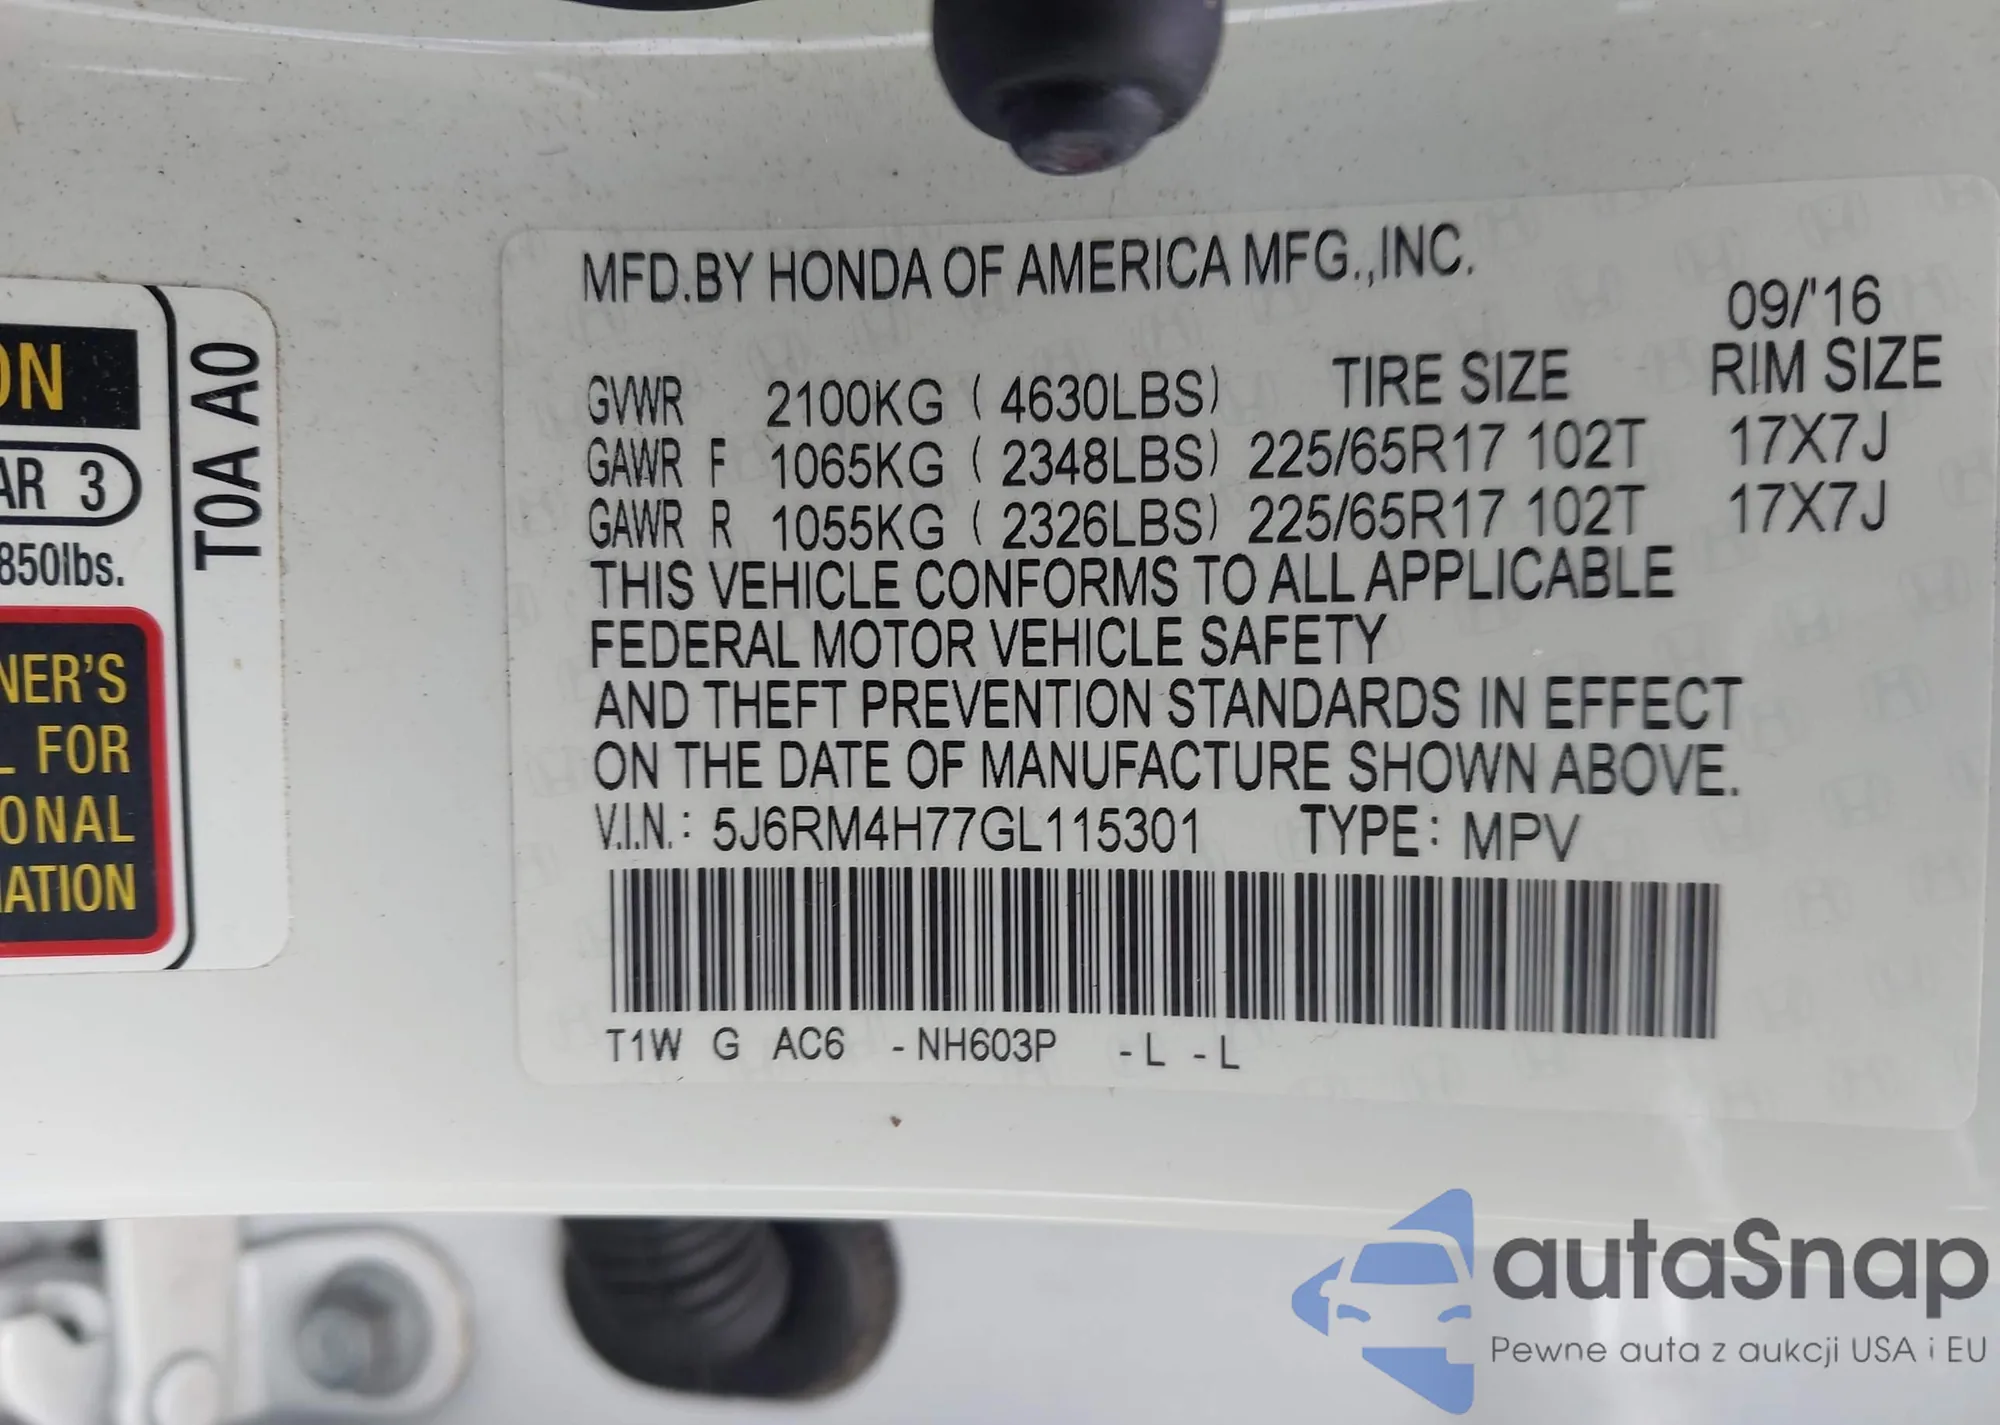 ON
AR 3
850lbs.
NER'S
L FOR
ONAL
MATION
T0A A0
MFD.BY HONDA OF AMERICA MFG.,INC.
09/'16
GVWR 2100KG ( 4630LBS) TIRE SIZE RIM SIZE
GAWR F 1065KG ( 2348LBS) 225/65R17 102T 17X7J
GAWR R 1055KG ( 2326LBS) 225/65R17 102T 17X7J
THIS VEHICLE CONFORMS TO ALL APPLICABLE
FEDERAL MOTOR VEHICLE SAFETY
AND THEFT PREVENTION STANDARDS IN EFFECT
ON THE DATE OF MANUFACTURE SHOWN ABOVE.
V.I.N.: 5J6RM4H77GL115301 TYPE: MPV
T1W G AC6 -NH603P -L -L
autaSnap
Pewne auta z aukcji USA i EU